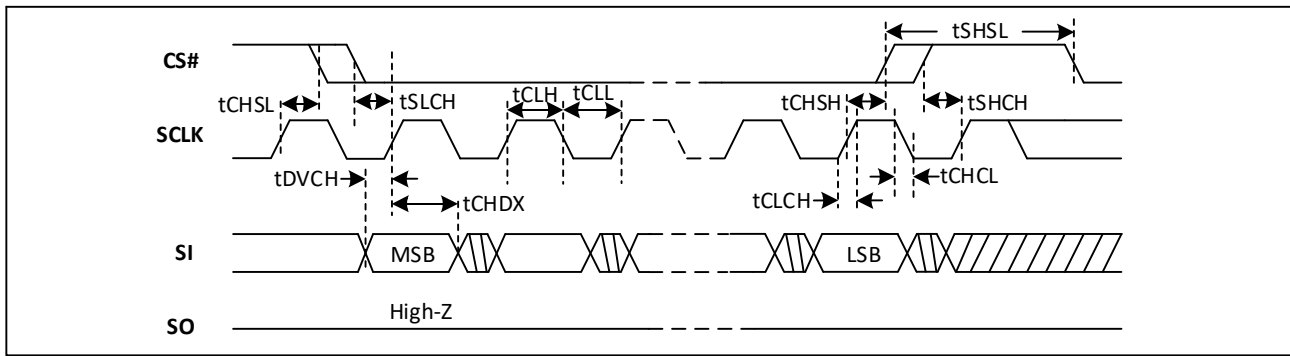 tSHSL
CS#
tCHSL
tSLCH
tCLH
tCLL
tCHSH
tSHCH
SCLK
tDVCH
tCHDX
tCLCH
tCHCL
SI
MSB
LSB
High-Z
SO